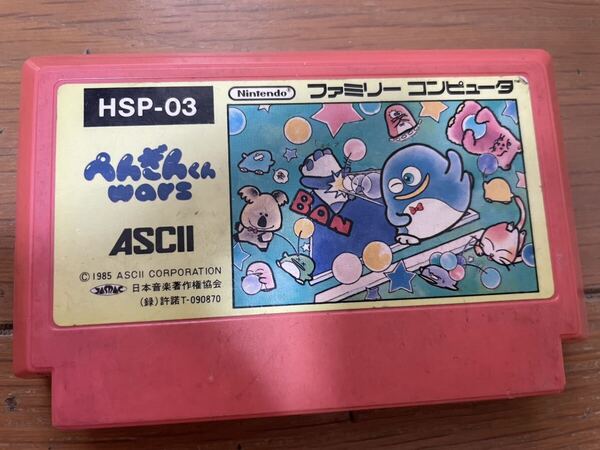 HSP-03
Nintendo
ファミリー コンピュータ
ぺんぎんくん
wars
BAN
ASCII
© 1985 ASCII CORPORATION
JASRAC 日本音楽著作権協会
(録)許諾T-090870